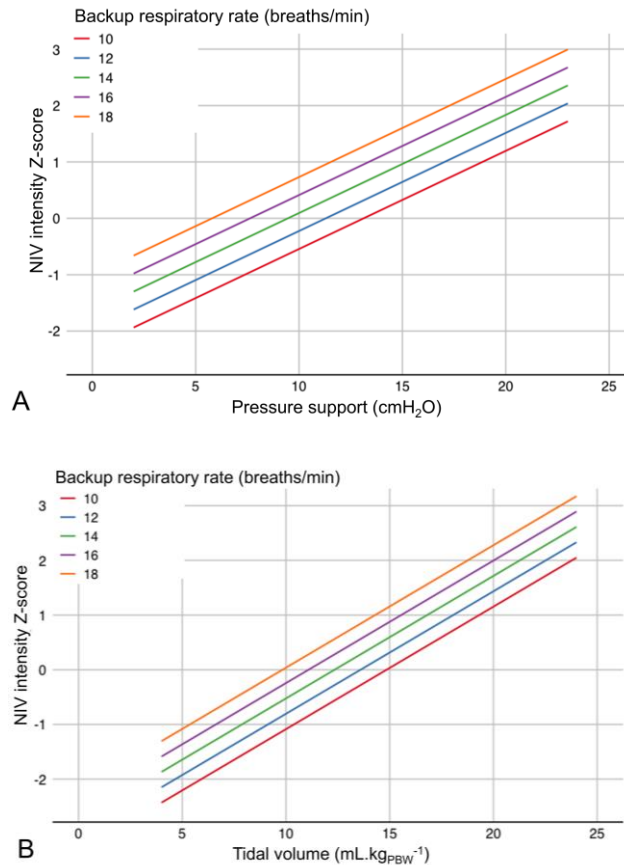 Backup respiratory rate (breaths/min)
10
12
14
16
18
3
2
1
0
-1
-2
NIV intensity Z-score
0 5 10 15 20 25
Pressure support (cmH₂O)
A
Backup respiratory rate (breaths/min)
10
12
14
16
18
3
2
1
0
-1
-2
NIV intensity Z-score
0 5 10 15 20 25
Tidal volume (mL.kgPBW⁻¹)
B